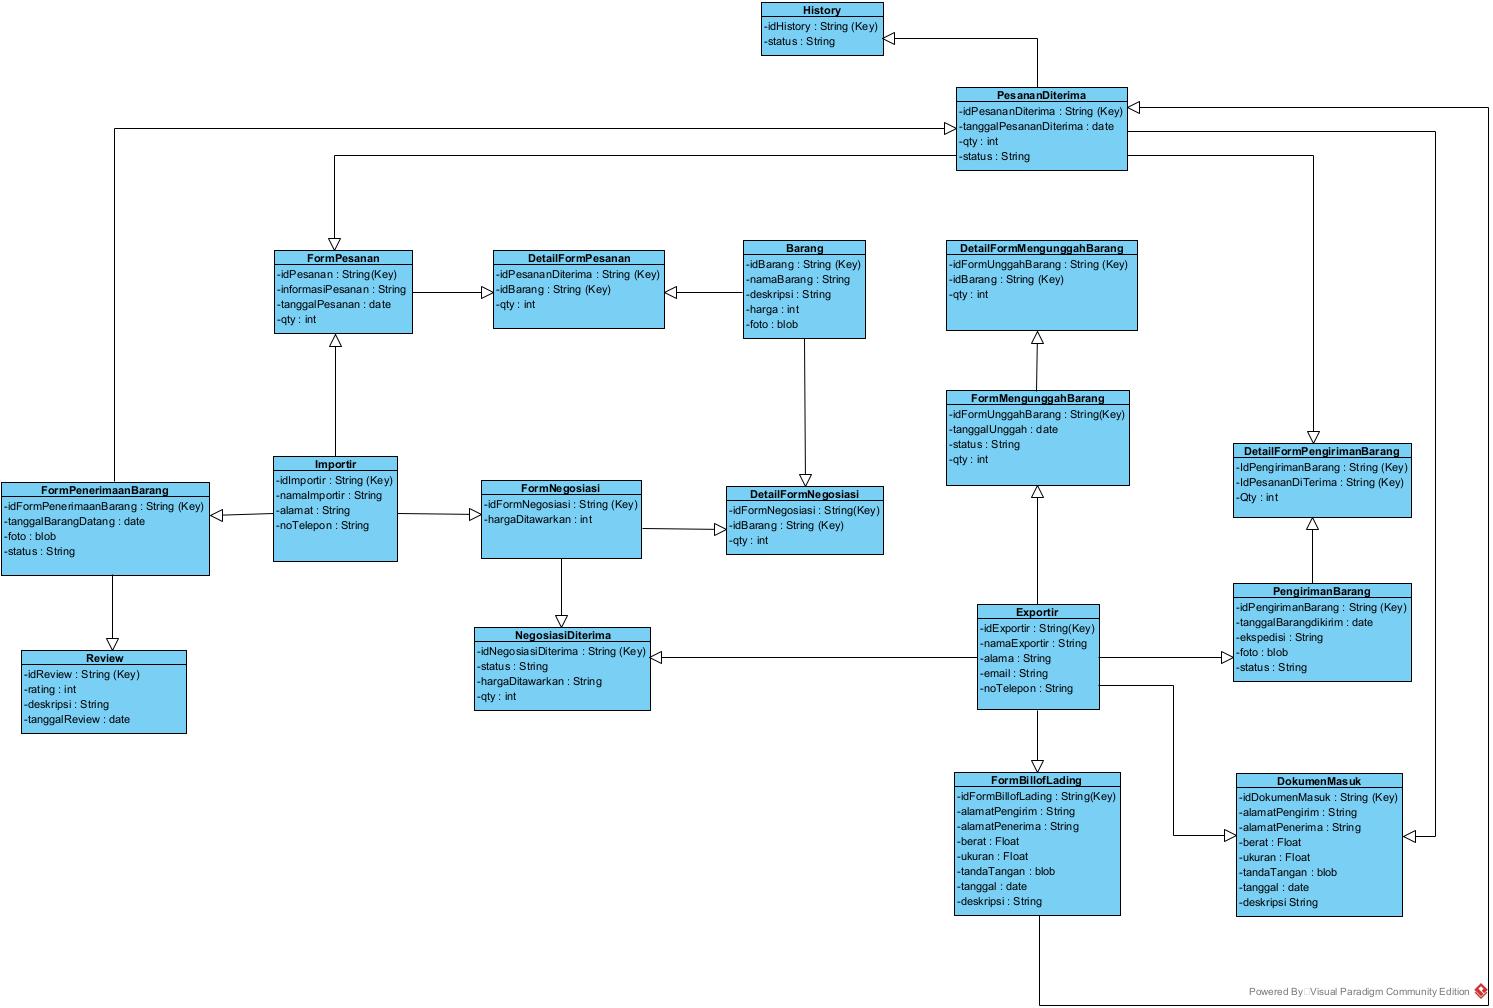 History
-idHistory : String (Key)
-status : String
PesananDiterima
-idPesananDiterima : String (Key)
-tanggalPesananDiterima : date
-qty : int
-status : String
FormPesanan
-idPesanan : String(Key)
-informasiPesanan : String
-tanggalPesanan : date
-qty : int
DetailFormPesanan
-idPesananDiterima : String (Key)
-idBarang : String (Key)
-qty : int
Barang
-idBarang : String (Key)
-namaBarang : String
-deskripsi : String
-harga : int
-foto : blob
DetailFormMengunggahBarang
-idFormUnggahBarang : String (Key)
-idBarang : String (Key)
-qty : int
FormMengunggahBarang
-idFormUnggahBarang : String(Key)
-tanggalUnggah : date
-status : String
-qty : int
DetailFormPengirimanBarang
-IdPengirimanBarang : String (Key)
-IdPesananDiTerima : String (Key)
-Qty : int
FormPenerimaanBarang
-idFormPenerimaanBarang : String (Key)
-tanggalBarangDatang : date
-foto : blob
-status : String
Importir
-idImportir : String (Key)
-namaImportir : String
-alamat : String
-noTelepon : String
FormNegosiasi
-idFormNegosiasi : String (Key)
-hargaDitawarkan : int
DetailFormNegosiasi
-idFormNegosiasi : String(Key)
-idBarang : String (Key)
-qty : int
PengirimanBarang
-idPengirimanBarang : String (Key)
-tanggalBarangdikirim : date
-ekspedisi : String
-foto : blob
-status : String
Exportir
-idExportir : String(Key)
-namaExportir : String
-alama : String
-email : String
-noTelepon : String
NegosiasiDiterima
-idNegosiasiDiterima : String (Key)
-status : String
-hargaDitawarkan : String
-qty : int
Review
-idReview : String (Key)
-rating : int
-deskripsi : String
-tanggalReview : date
FormBillofLading
-idFormBillofLading : String(Key)
-alamatPengirim : String
-alamatPenerima : String
-berat : Float
-ukuran : Float
-tandaTangan : blob
-tanggal : date
-deskripsi : String
DokumenMasuk
-idDokumenMasuk : String (Key)
-alamatPengirim : String
-alamatPenerima : String
-berat : Float
-ukuran : Float
-tandaTangan : blob
-tanggal : date
-deskripsi String
Powered By Visual Paradigm Community Edition